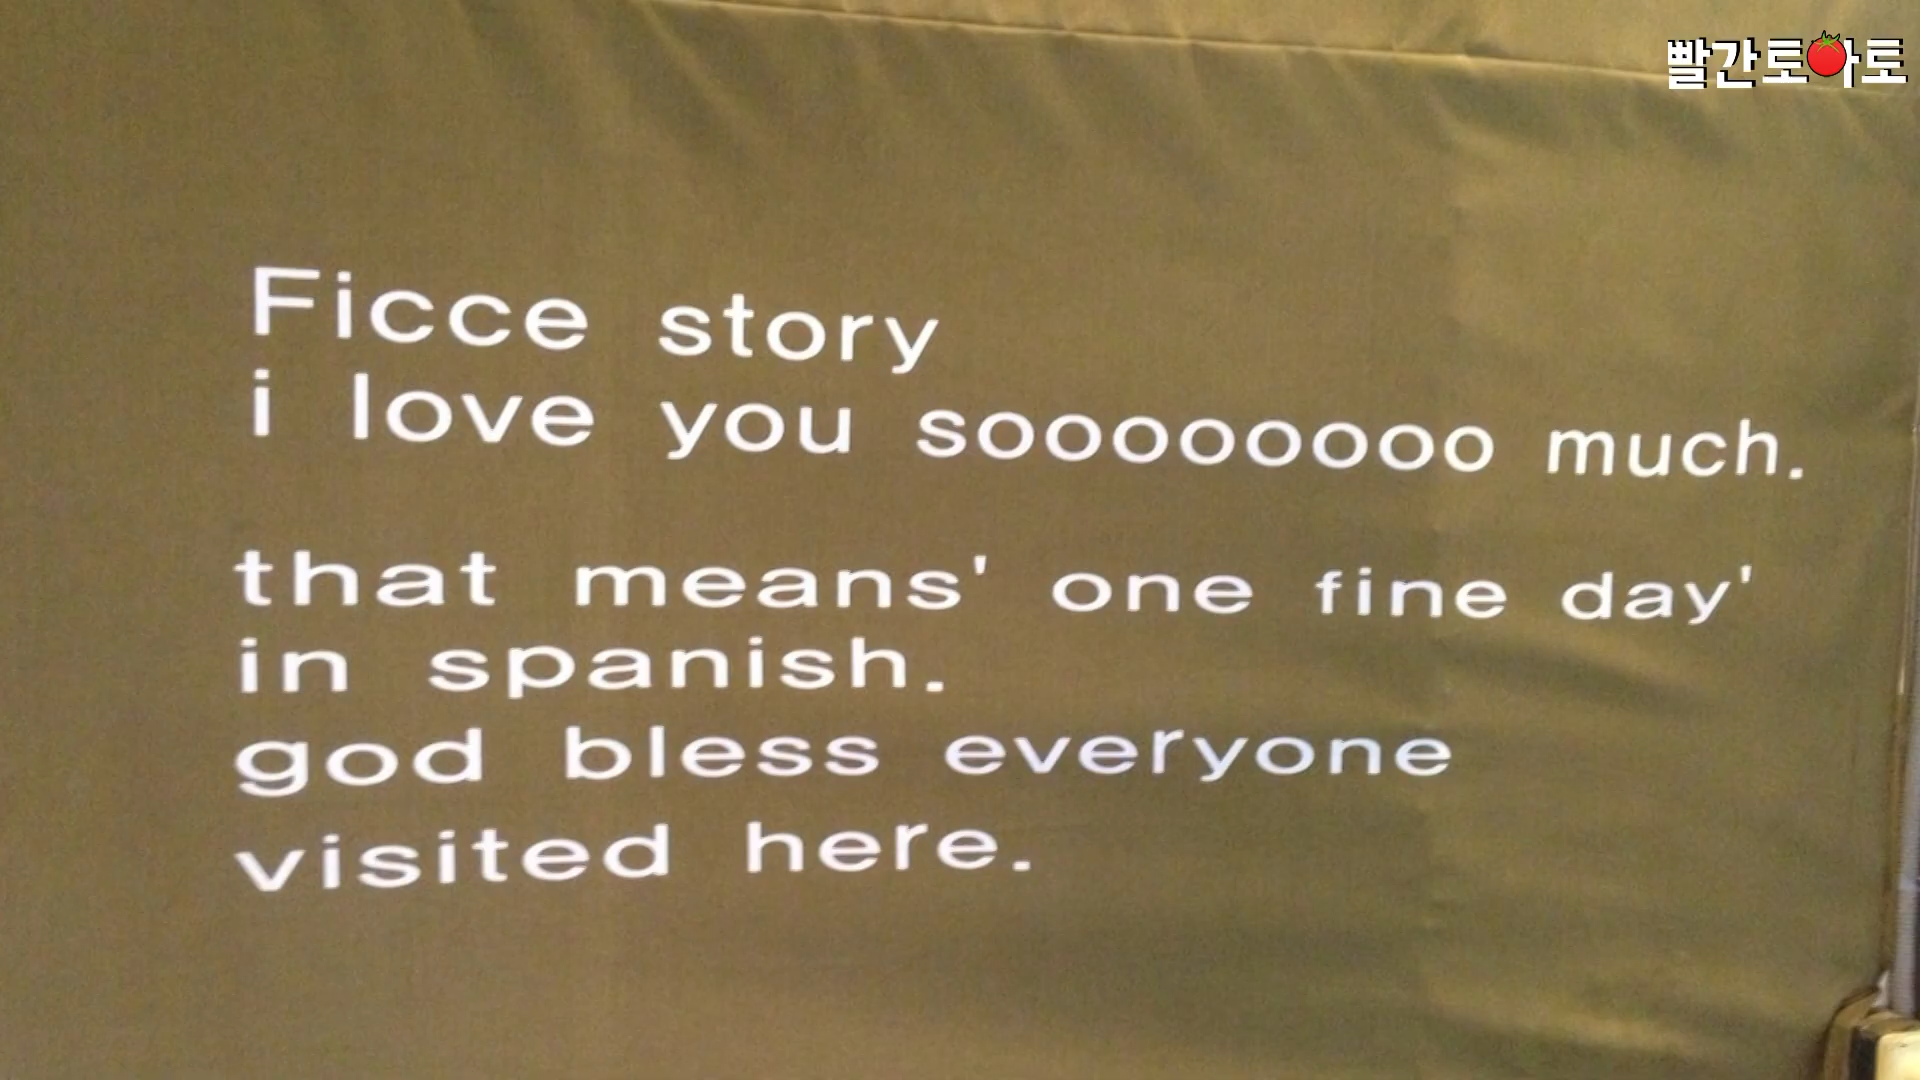 빨간토마토
Ficce story
i love you sooooooooo much.
that means' one fine day'
in spanish.
god bless everyone
visited here.